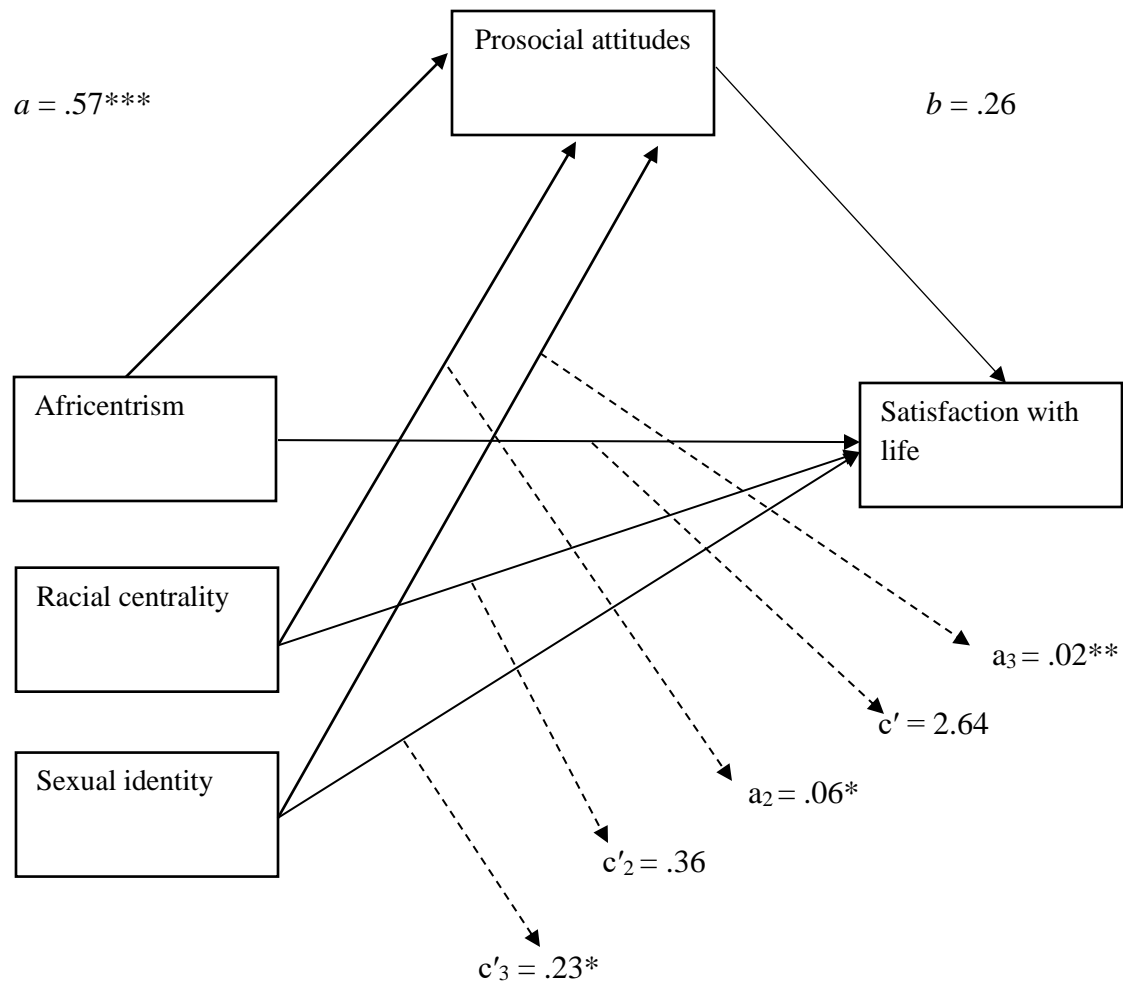 Prosocial attitudes
a = .57***
b = .26
Africentrism
Satisfaction with
life
Racial centrality
a₃ = .02**
c′ = 2.64
Sexual identity
a₂ = .06*
c′₂ = .36
c′₃ = .23*